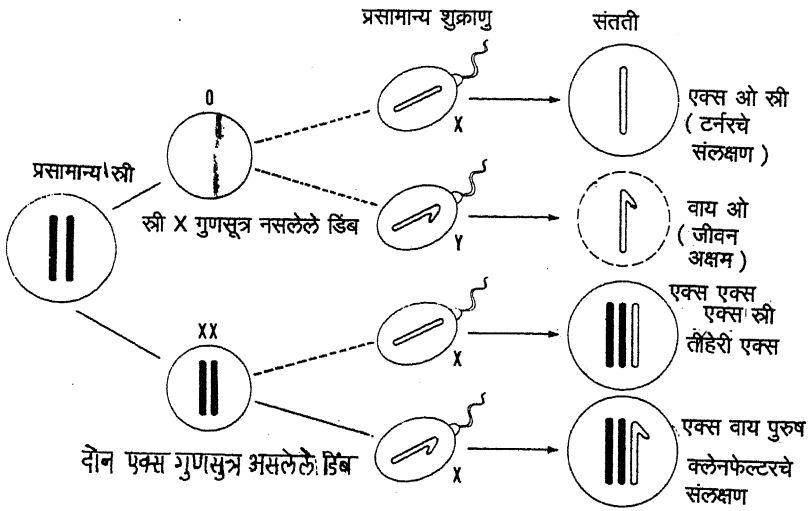 प्रसामान्य शुक्राणु
संतती
O
X
एक्स ओ स्त्री
( टर्नरचे
संलक्षण )
प्रसामान्य स्त्री
स्त्री X गुणसूत्र नसलेले डिंब
Y
वाय ओ
( जीवन
अक्षम )
XX
X
एक्स एक्स
एक्स स्त्री
तीहेरी एक्स
दोन एक्स गुणसुत्र असलेले डिंब
X
एक्स वाय पुरुष
क्लेनफेल्टरचे
संलक्षण